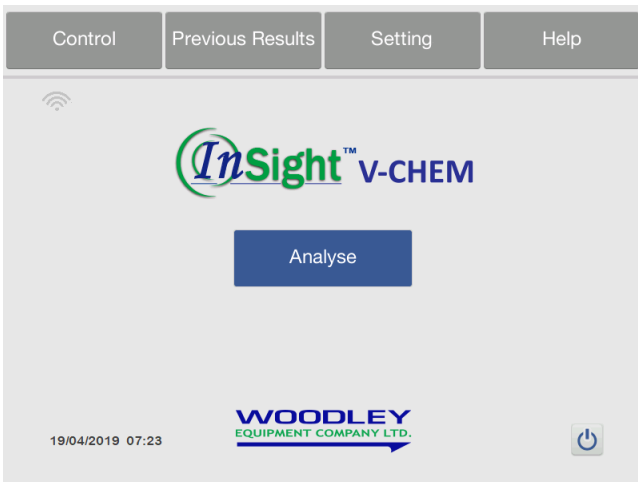 Control
Previous Results
Setting
Help
InSight™ V-CHEM
Analyse
WOODLEY
EQUIPMENT COMPANY LTD.
19/04/2019 07:23